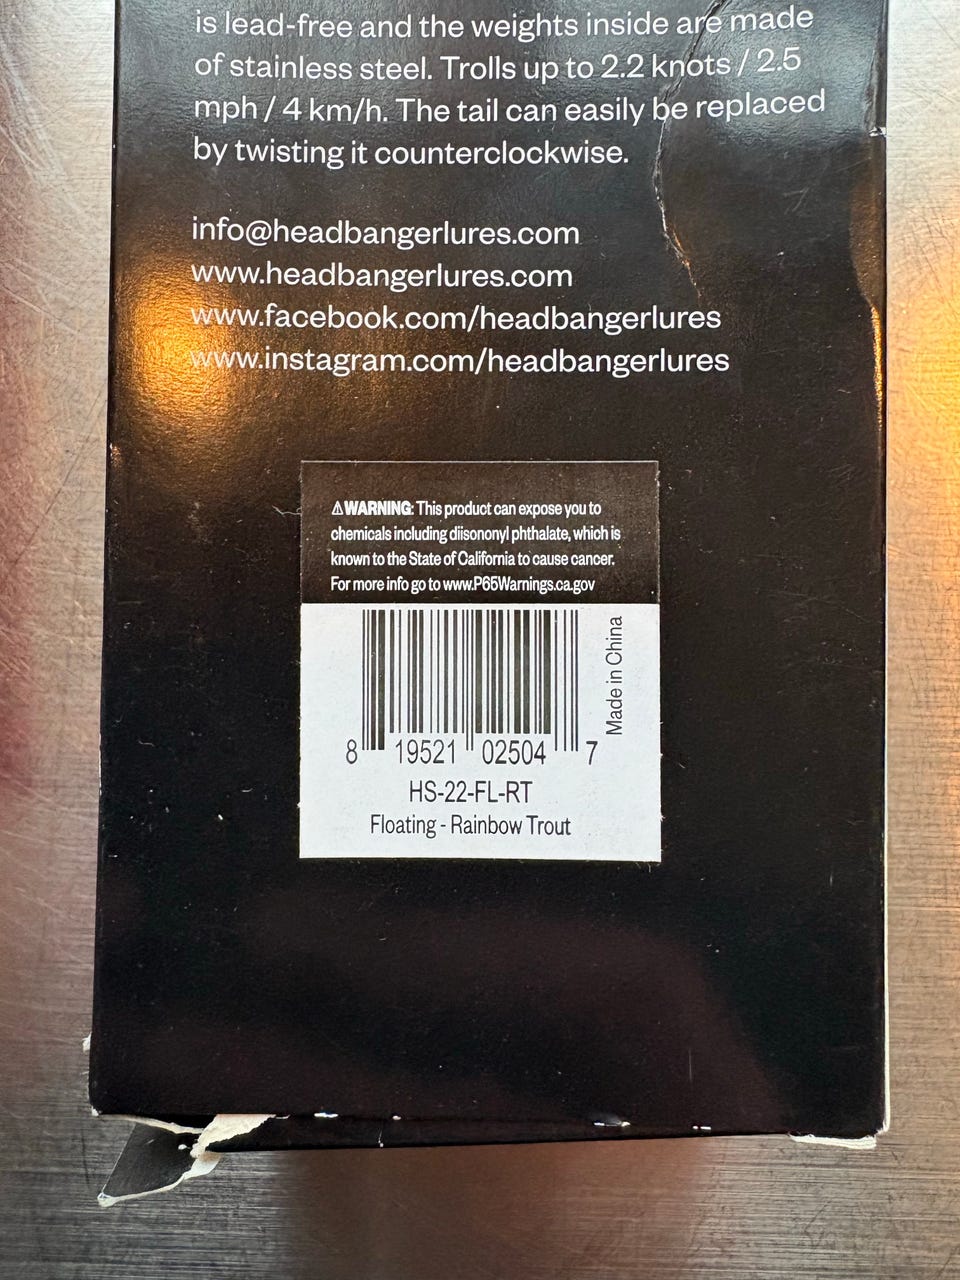 is lead-free and the weights inside are made
of stainless steel. Trolls up to 2.2 knots / 2.5
mph / 4 km/h. The tail can easily be replaced
by twisting it counterclockwise.
info@headbangerlures.com
www.headbangerlures.com
www.facebook.com/headbangerlures
www.instagram.com/headbangerlures
⚠WARNING: This product can expose you to
chemicals including diisononyl phthalate, which is
known to the State of California to cause cancer.
For more info go to www.P65Warnings.ca.gov
Made in China
8 19521 02504 7
HS-22-FL-RT
Floating - Rainbow Trout